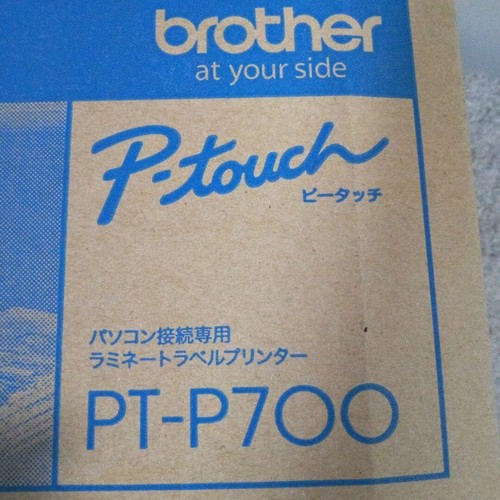 brother
at your side
P-touch
ピータッチ
パソコン接続専用
ラミネートラベルプリンター
PT-P700